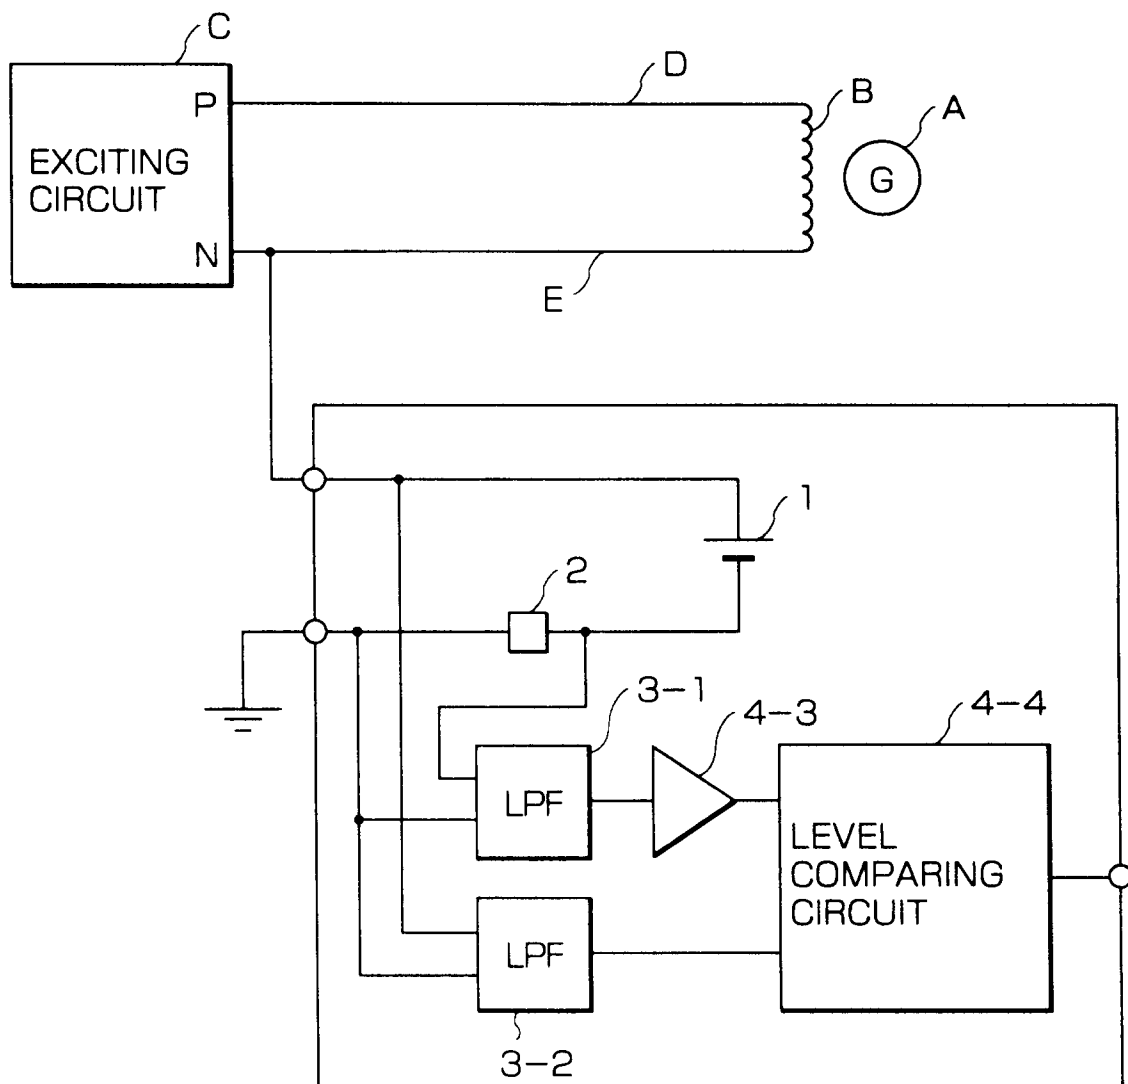 C
P
EXCITING
CIRCUIT
N
D
B
A
G
E
1
2
3-1
4-3
4-4
LPF
LEVEL
COMPARING
CIRCUIT
LPF
3-2